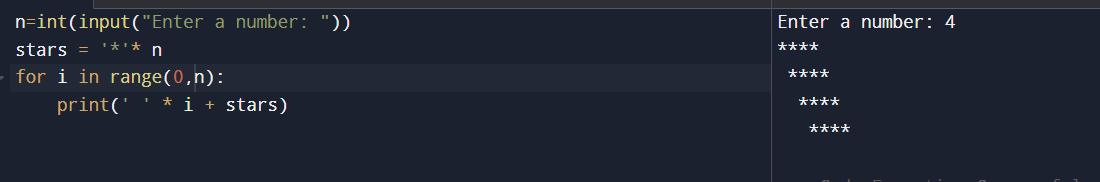 n=int(input("Enter a number: "))
stars = '*'* n
for i in range(0,n):
    print(' ' * i + stars)
Enter a number: 4
****
 ****
  ****
   ****